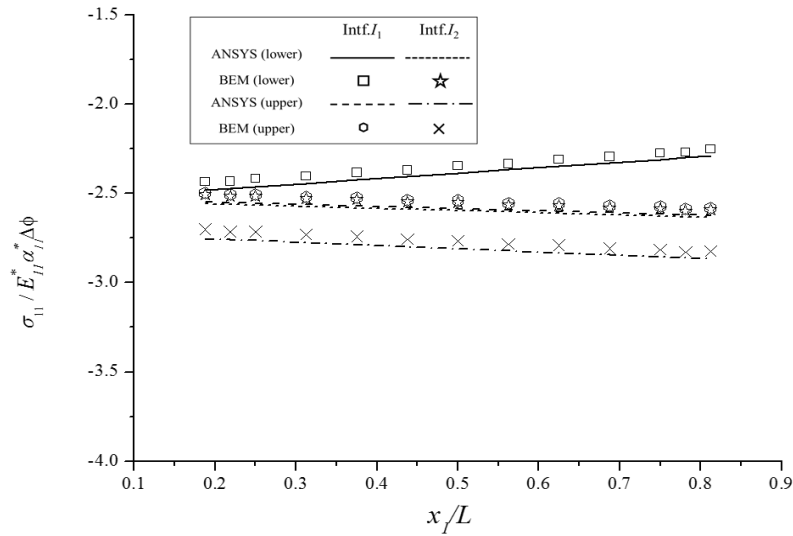 -1.5
-2.0
-2.5
-3.0
-3.5
-4.0
σ11 / E*11 α*11 Δϕ
Intf.I1 Intf.I2
ANSYS (lower)
BEM (lower)
ANSYS (upper)
BEM (upper)
0.1 0.2 0.3 0.4 0.5 0.6 0.7 0.8 0.9
x1/L